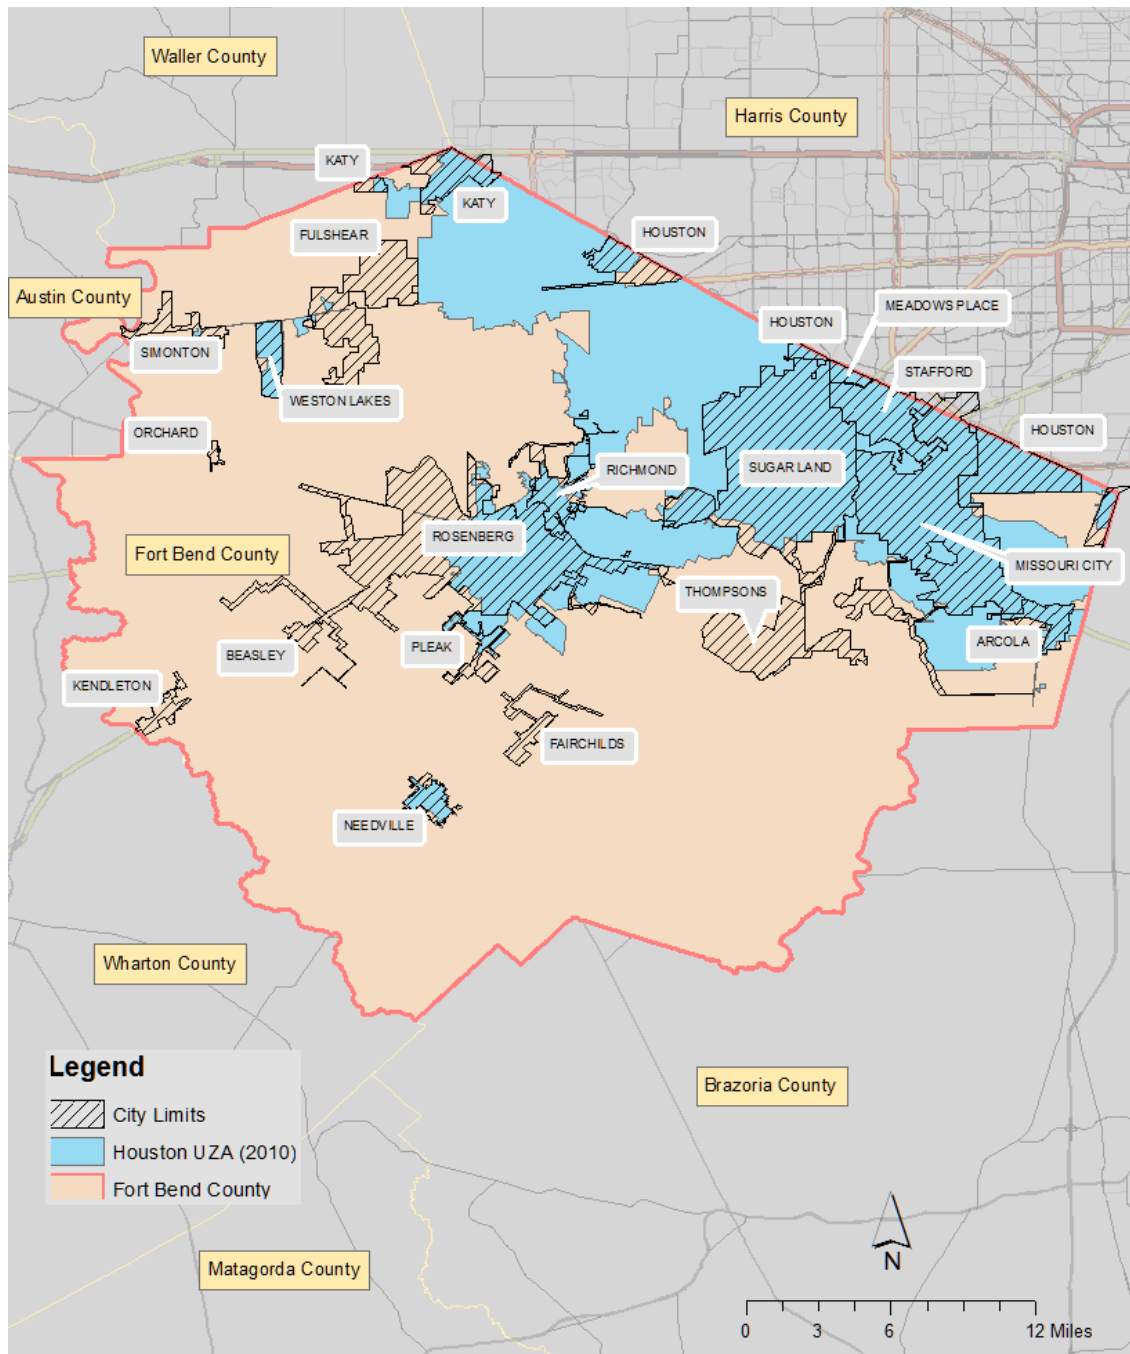 Waller County
Harris County
KATY
KATY
FULSHEAR
HOUSTON
Austin County
MEADOWS PLACE
HOUSTON
SIMONTON
STAFFORD
WESTON LAKES
ORCHARD
HOUSTON
RICHMOND
SUGAR LAND
ROSENBERG
Fort Bend County
MISSOURI CITY
THOMPSONS
ARCOLA
PLEAK
BEASLEY
KENDLETON
FAIRCHILDS
NEEDVILLE
Wharton County
Brazoria County
Legend
City Limits
Houston UZA (2010)
Fort Bend County
Matagorda County
N
0 3 6 12 Miles